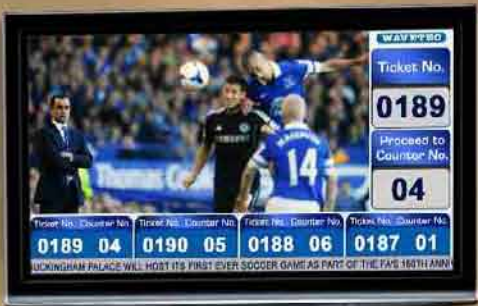 WAVETEC
Ticket No.
0189
Proceed to
Counter No.
04
Ticket No. Counter No. Ticket No. Counter No. Ticket No. Counter No. Ticket No. Counter No.
0189 04 0190 05 0188 06 0187 01
UCKINGHAM PALACE WILL HOST ITS FIRST EVER SOCCER GAME AS PART OF THE FA'S 150TH ANNI
14